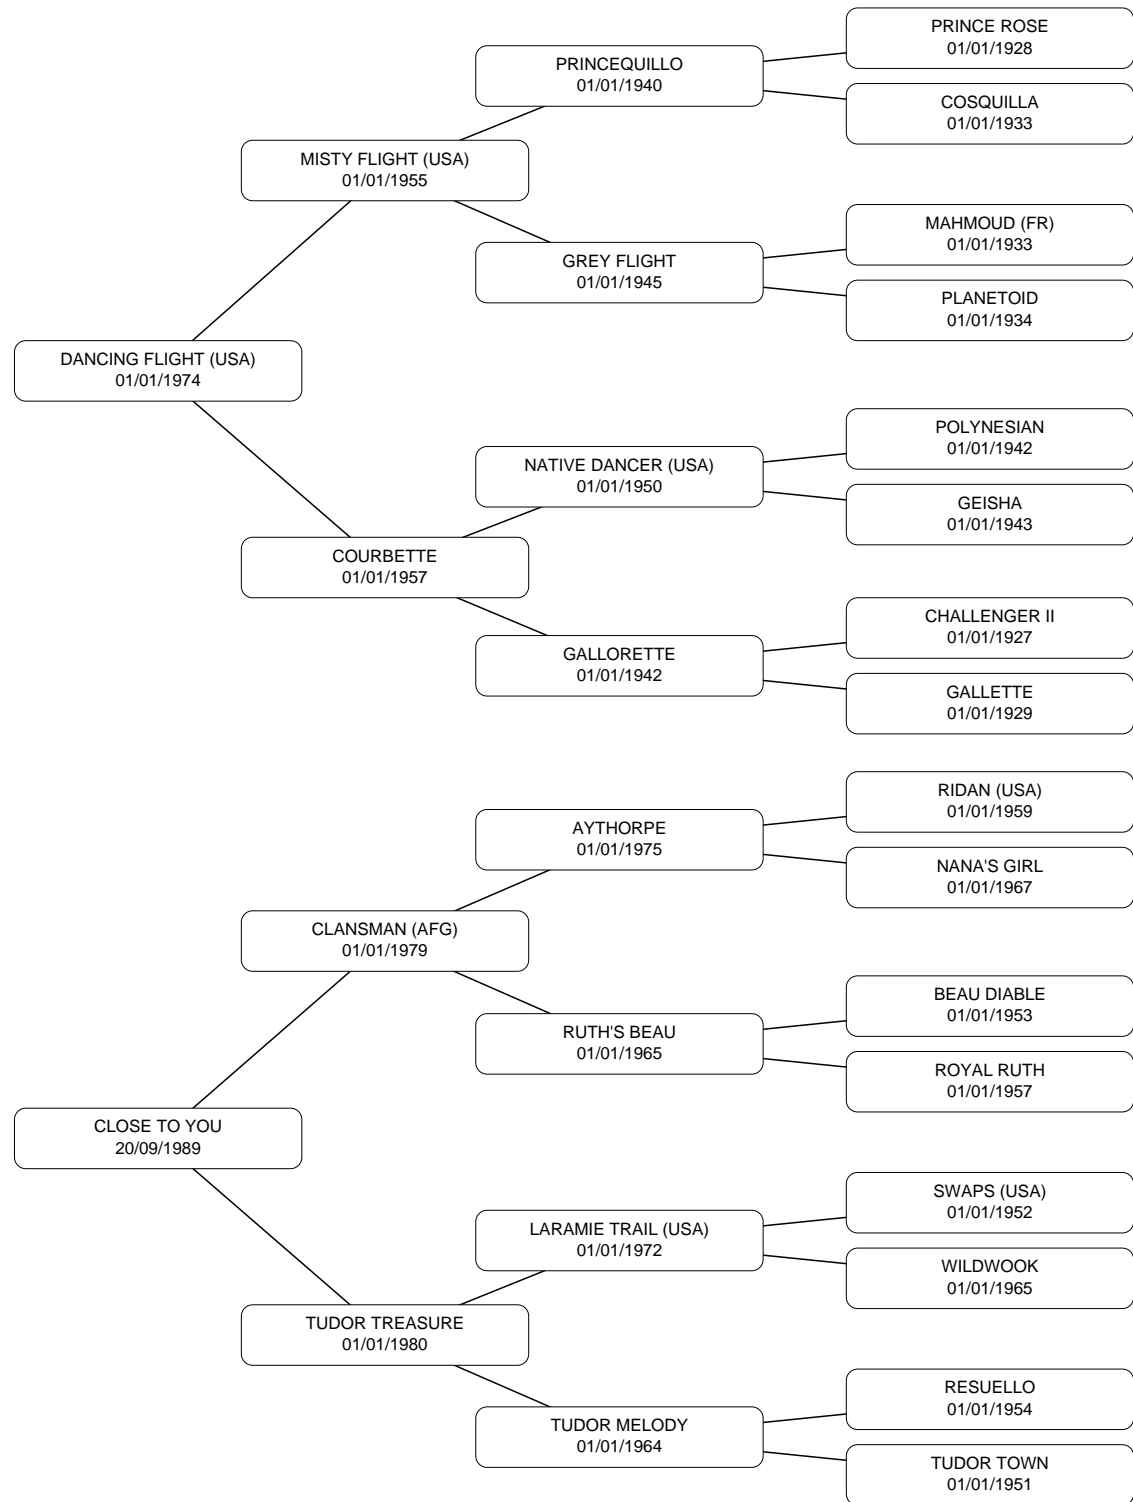 PRINCE ROSE
01/01/1928
PRINCEQUILLO
01/01/1940
COSQUILLA
01/01/1933
MISTY FLIGHT (USA)
01/01/1955
MAHMOUD (FR)
01/01/1933
GREY FLIGHT
01/01/1945
PLANETOID
01/01/1934
DANCING FLIGHT (USA)
01/01/1974
POLYNESIAN
01/01/1942
NATIVE DANCER (USA)
01/01/1950
GEISHA
01/01/1943
COURBETTE
01/01/1957
CHALLENGER II
01/01/1927
GALLORETTE
01/01/1942
GALLETTE
01/01/1929
RIDAN (USA)
01/01/1959
AYTHORPE
01/01/1975
NANA'S GIRL
01/01/1967
CLANSMAN (AFG)
01/01/1979
BEAU DIABLE
01/01/1953
RUTH'S BEAU
01/01/1965
ROYAL RUTH
01/01/1957
CLOSE TO YOU
20/09/1989
SWAPS (USA)
01/01/1952
LARAMIE TRAIL (USA)
01/01/1972
WILDWOOK
01/01/1965
TUDOR TREASURE
01/01/1980
RESUELLO
01/01/1954
TUDOR MELODY
01/01/1964
TUDOR TOWN
01/01/1951